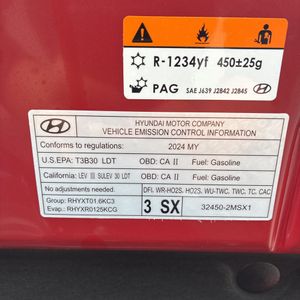 R-1234yf 450±25g
PAG SAE J639 J2842 J2845
HYUNDAI MOTOR COMPANY
VEHICLE EMISSION CONTROL INFORMATION
Conforms to regulations: 2024 MY
U.S.EPA: T3B30 LDT OBD: CA II Fuel: Gasoline
California: LEV III SULEV 30 LDT OBD: CA II Fuel: Gasoline
No adjustments needed. DFI, WR-HO2S, HO2S, WU-TWC, TWC, TC, CAC
Group: RHYXT01.6KC3
Evap: RHYXR0125KCG
3 SX 32450-2MSX1